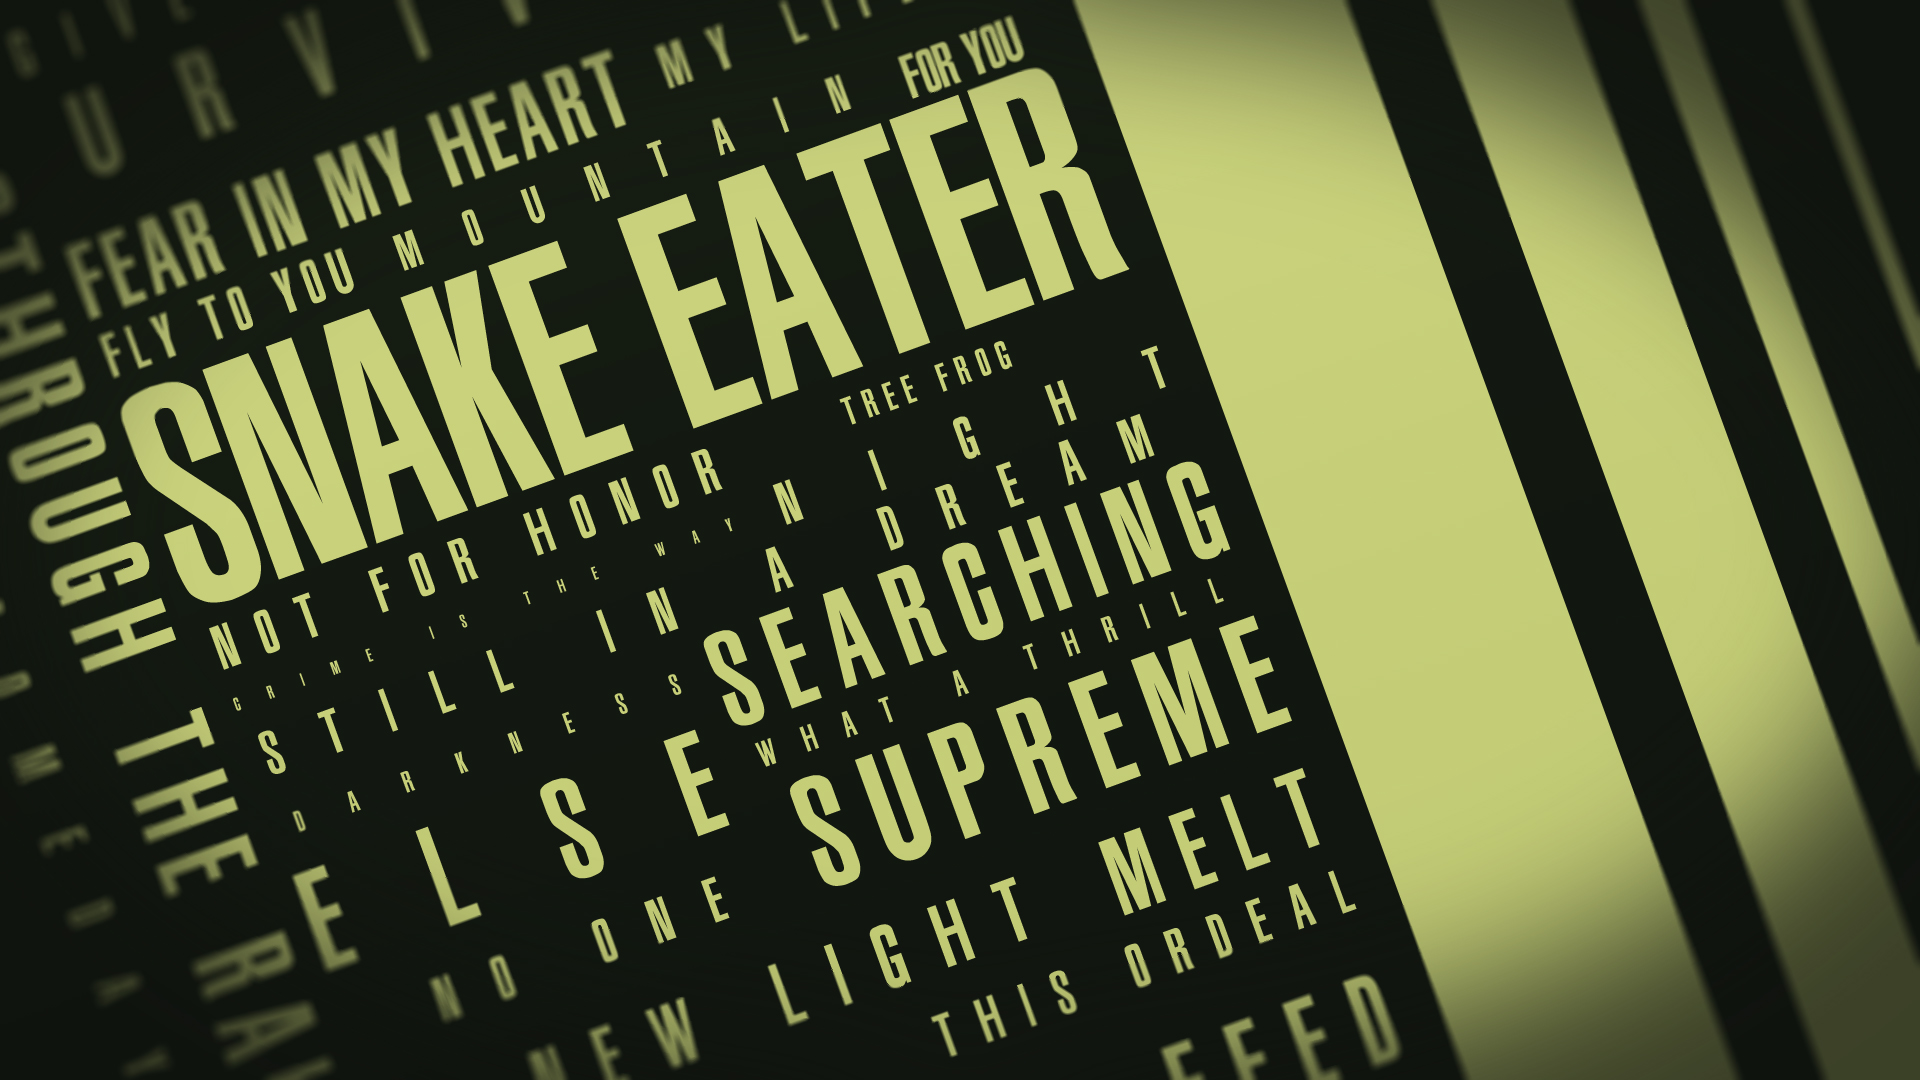 GIVE
FEAR IN MY HEART MY
FLY TO YOU MOUNTAIN FOR YOU
SNAKE EATER
TREE FROG
NOT FOR HONOR
CRIME IS THE WAY
NIGHT
STILL IN A DREAM
DARKNESS SEARCHING
WHAT A THRILL
ELSE
SUPREME
NO ONE
NEW LIGHT MELT
THIS ORDEAL
FEED
THROUGH THE
SOMEDAY